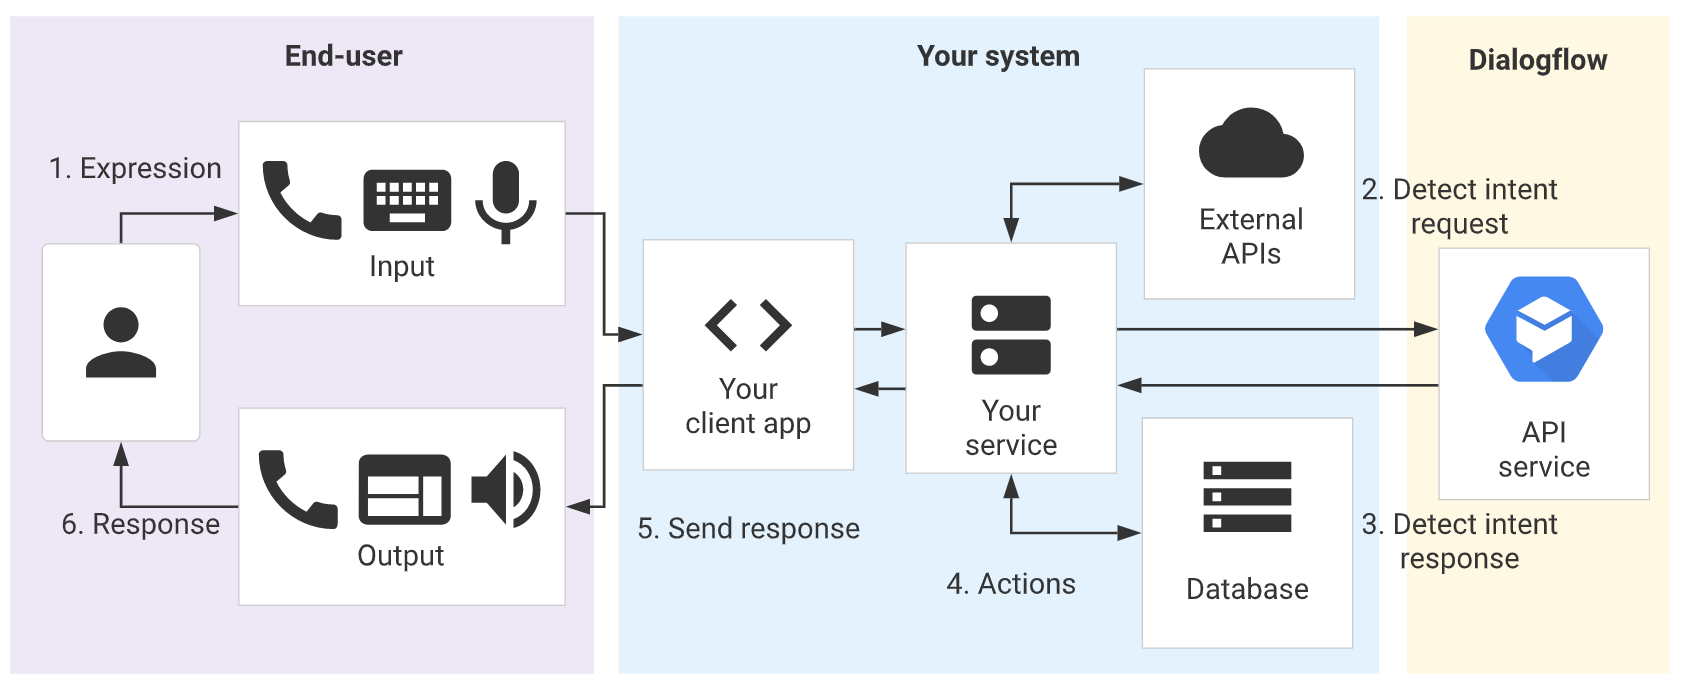 End-user
1. Expression
Input
Output
6. Response
Your system
Your
client app
Your
service
External
APIs
Database
4. Actions
5. Send response
Dialogflow
2. Detect intent
request
API
service
3. Detect intent
response